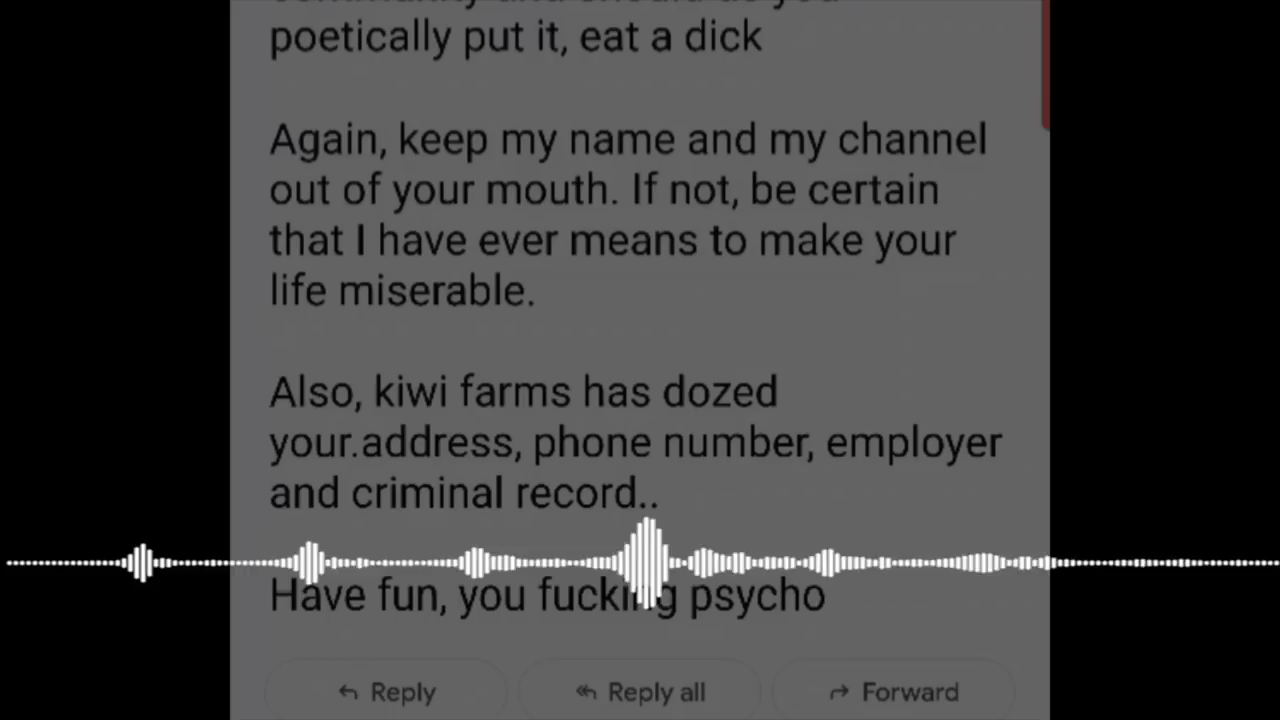 poetically put it, eat a dick
Again, keep my name and my channel
out of your mouth. If not, be certain
that I have ever means to make your
life miserable.
Also, kiwi farms has dozed
your.address, phone number, employer
and criminal record..
Have fun, you fucking psycho
Reply
Reply all
Forward